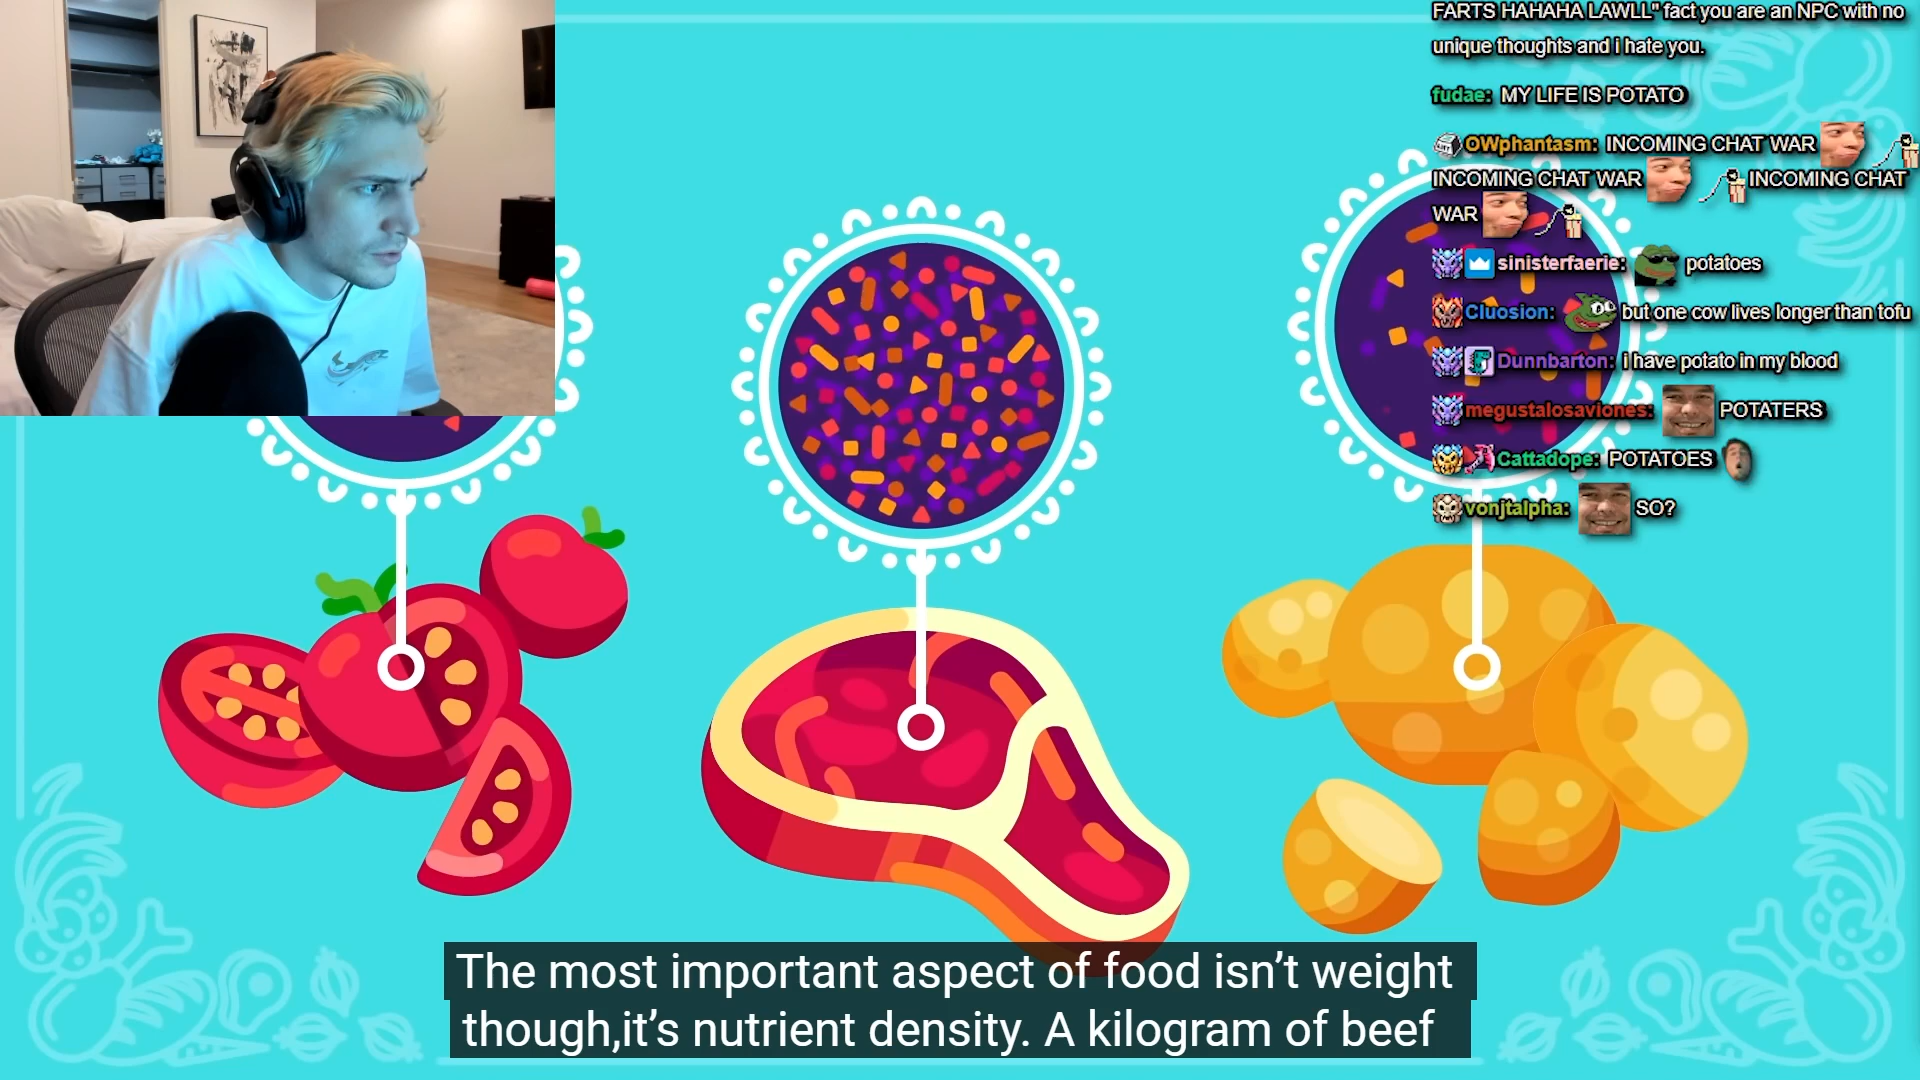 FARTS HAHAHA LAWLL" fact you are an NPC with no
unique thoughts and i hate you.
fudae: MY LIFE IS POTATO
OWphantasm: INCOMING CHAT WAR
INCOMING CHAT WAR INCOMING CHAT
WAR
sinisterfaerie: potatoes
Cluosion: but one cow lives longer than tofu
Dunnbarton: i have potato in my blood
megustalosaviones: POTATERS
Cattadope: POTATOES
vonjtalpha: SO?
The most important aspect of food isn't weight
though,it's nutrient density. A kilogram of beef